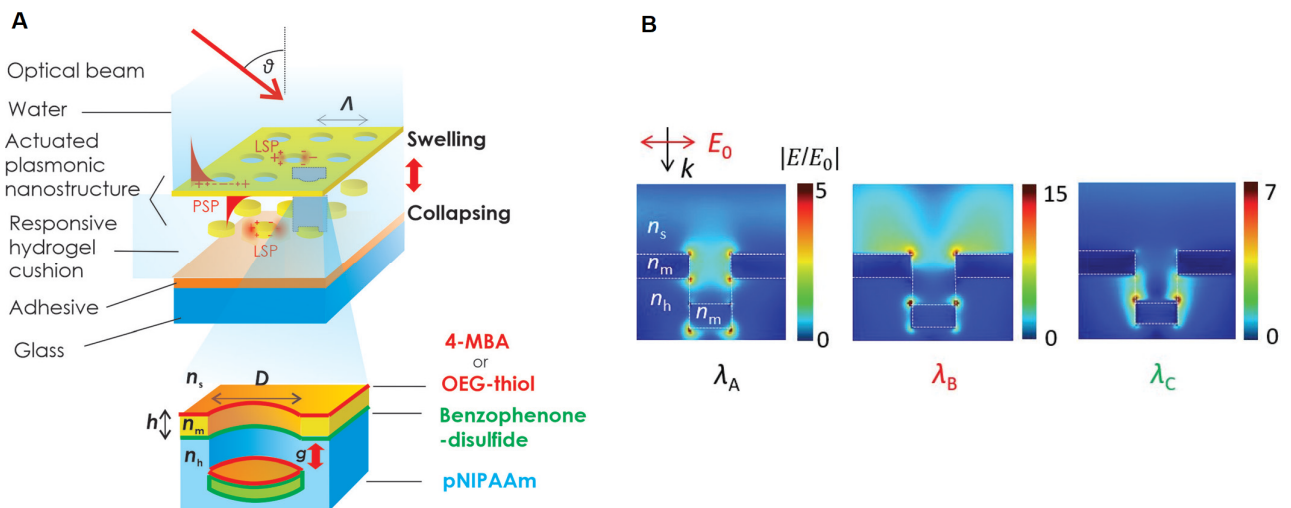 A
ϑ
Optical beam
Water
Λ
Actuated
plasmonic
nanostructure
LSP
Swelling
PSP
Collapsing
Responsive
hydrogel
cushion
LSP
Adhesive
Glass
4-MBA
or
OEG-thiol
n_s
D
Benzophenone
-disulfide
h
n_m
n_h
g
pNIPAAm
B
E_0
k
|E/E_0|
5
15
7
n_s
n_m
n_h
n_m
0
0
0
λ_A
λ_B
λ_C